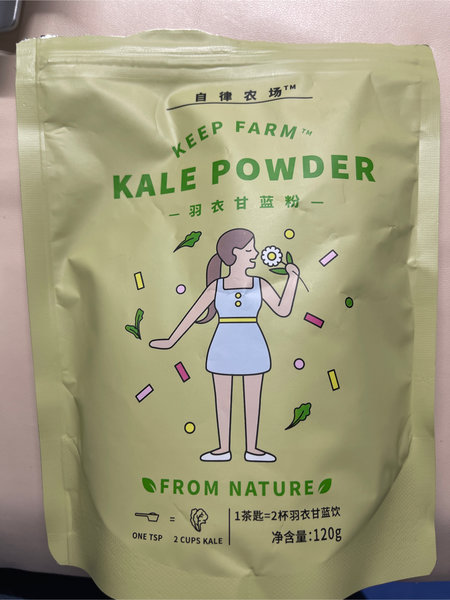 自律农场™
KEEP FARM™
KALE POWDER
—羽衣甘蓝粉—
FROM NATURE
= 1茶匙=2杯羽衣甘蓝饮
ONE TSP 2 CUPS KALE 净含量:120g